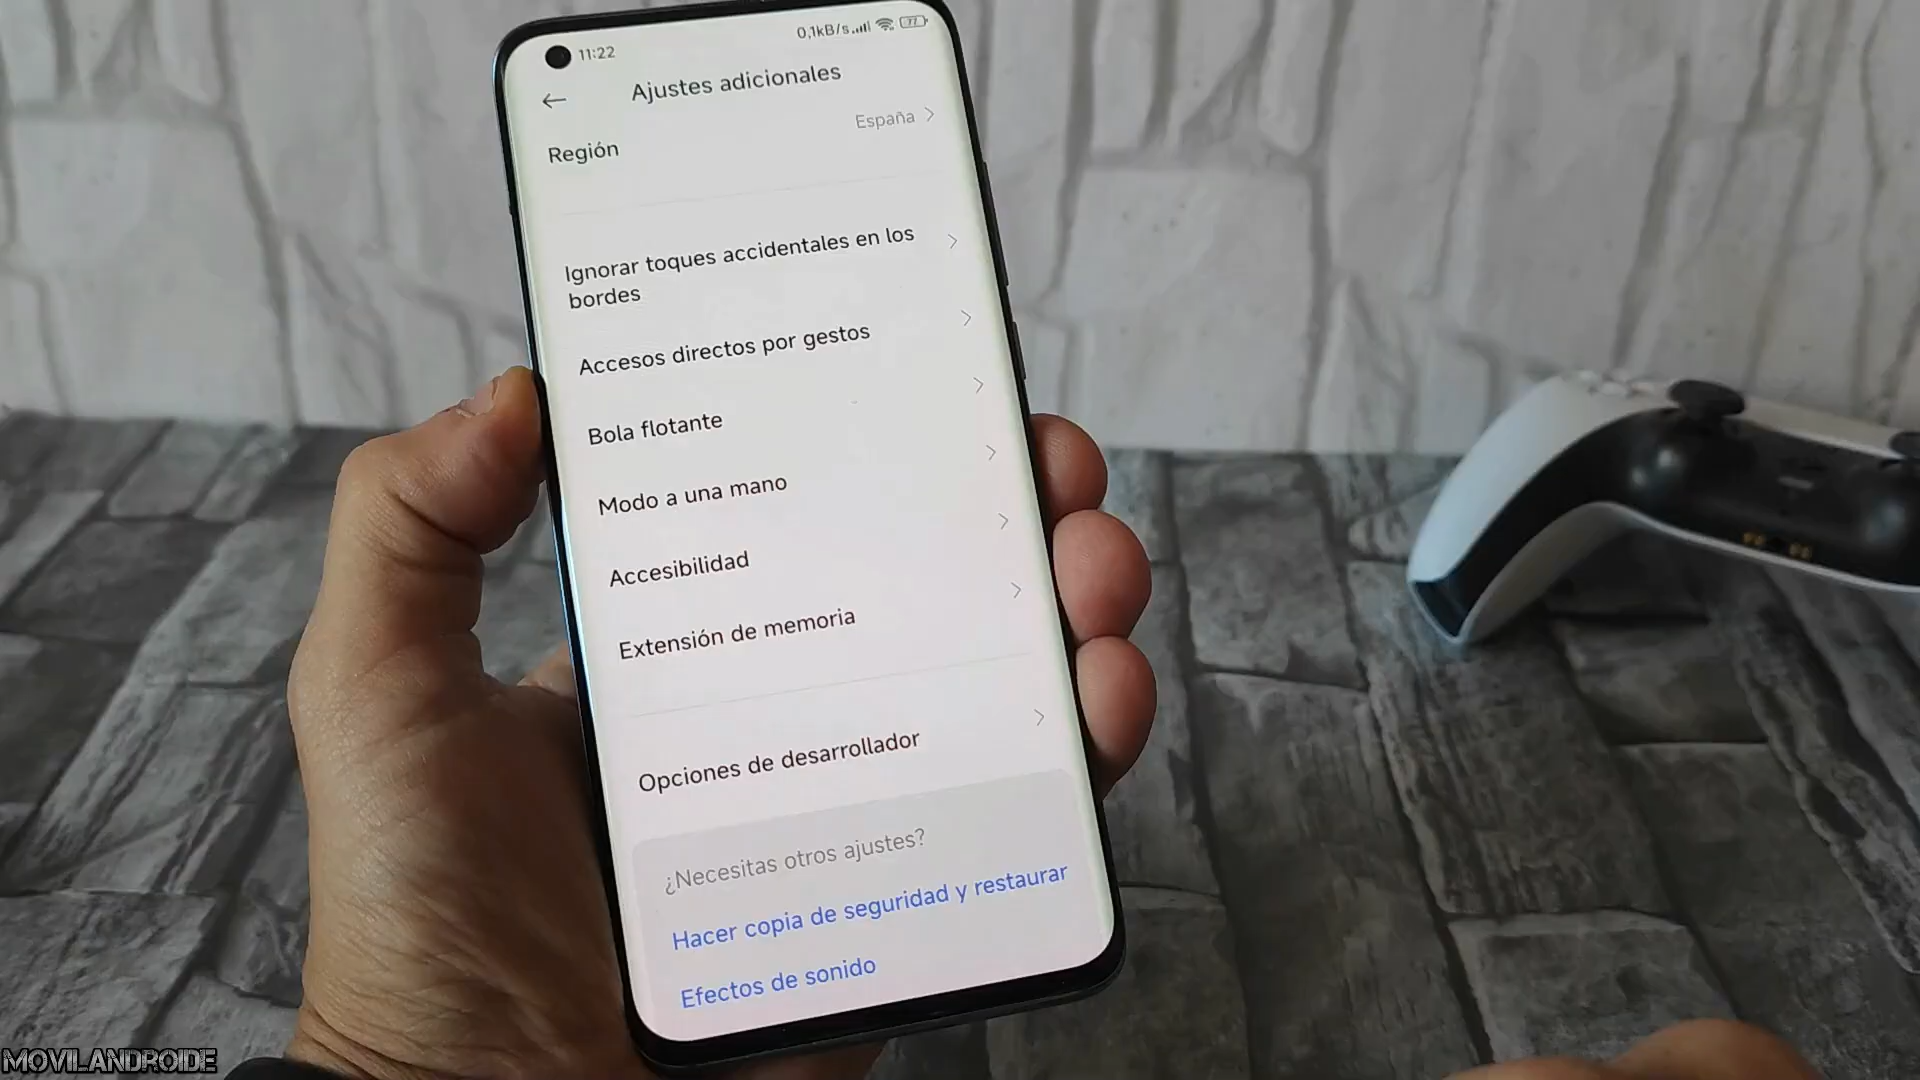 11:22
0,1kB/s
77
Ajustes adicionales
Región
España
Ignorar toques accidentales en los
bordes
Accesos directos por gestos
Bola flotante
Modo a una mano
Accesibilidad
Extensión de memoria
Opciones de desarrollador
¿Necesitas otros ajustes?
Hacer copia de seguridad y restaurar
Efectos de sonido
MOVILANDROIDE